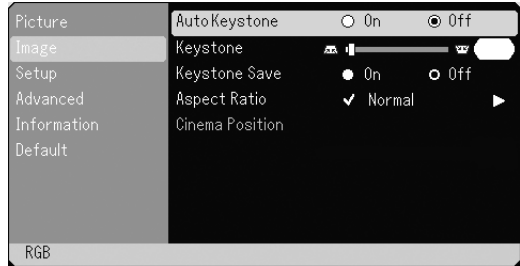 Picture
Image
Setup
Advanced
Information
Default
Auto Keystone On Off
Keystone
Keystone Save On Off
Aspect Ratio Normal
Cinema Position
RGB